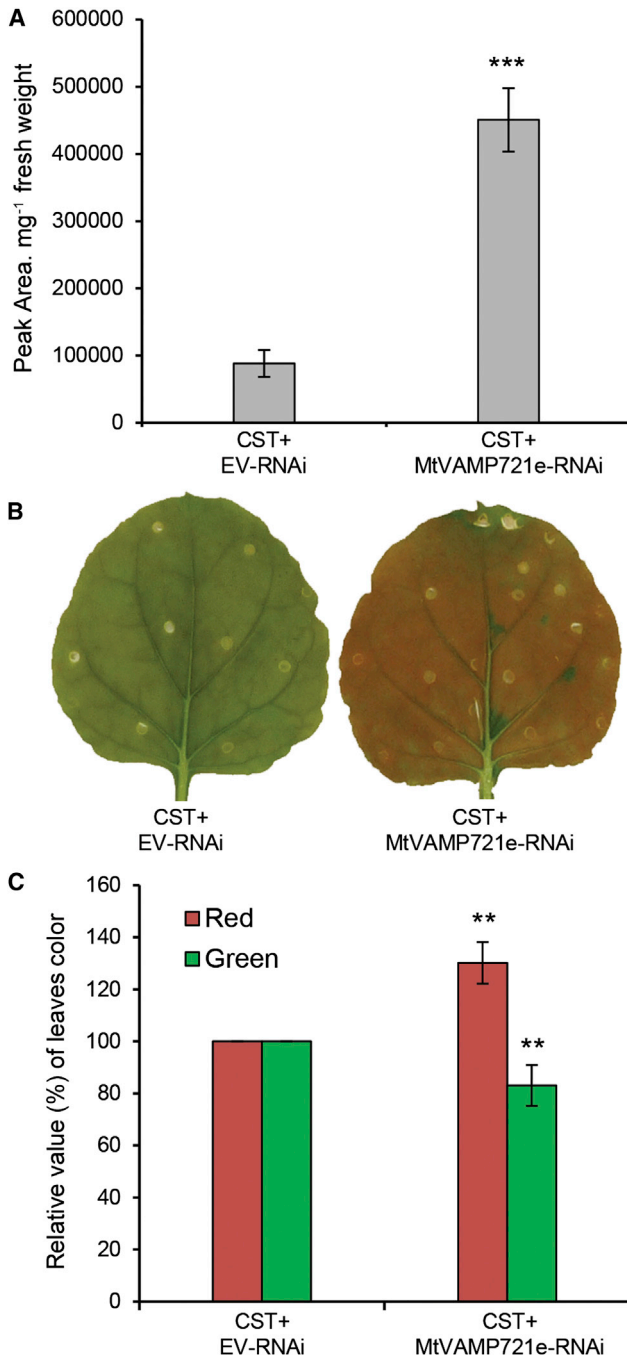 A
600000
500000
400000
300000
200000
100000
0
Peak Area. mg⁻¹ fresh weight
***
CST+
EV-RNAi
CST+
MtVAMP721e-RNAi
B
CST+
EV-RNAi
CST+
MtVAMP721e-RNAi
C
160
140
120
100
80
60
40
20
0
Relative value (%) of leaves color
Red
Green
**
**
CST+
EV-RNAi
CST+
MtVAMP721e-RNAi